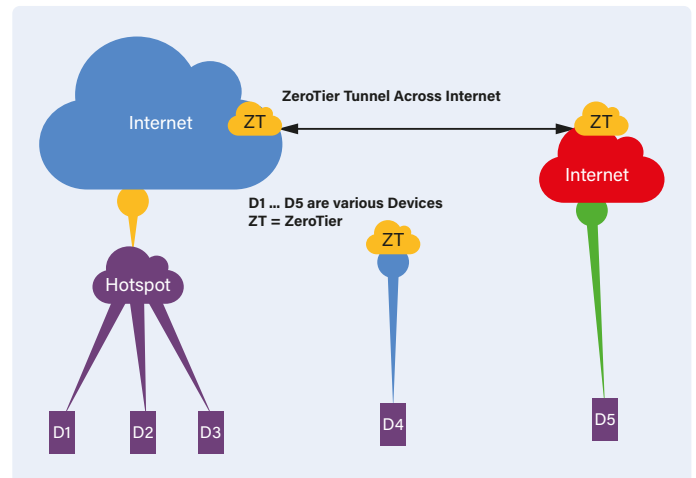 ZeroTier Tunnel Across Internet
Internet
ZT
ZT
Internet
D1 ... D5 are various Devices
ZT = ZeroTier
ZT
Hotspot
D1
D2
D3
D4
D5